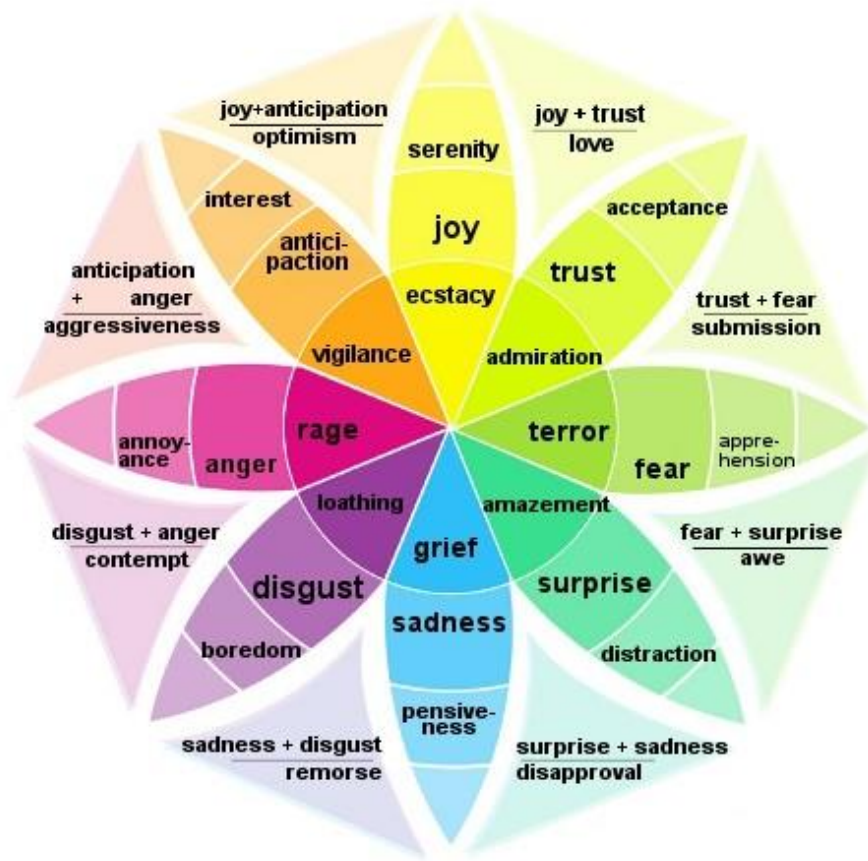 joy+anticipation
optimism
joy + trust
love
serenity
interest
acceptance
joy
antici-
paction
trust
anticipation
+ anger
aggressiveness
trust + fear
submission
ecstacy
vigilance
admiration
annoy-
ance
anger
rage
terror
fear
appre-
hension
loathing
amazement
disgust + anger
contempt
grief
fear + surprise
awe
disgust
surprise
sadness
boredom
distraction
pensive-
ness
sadness + disgust
remorse
surprise + sadness
disapproval